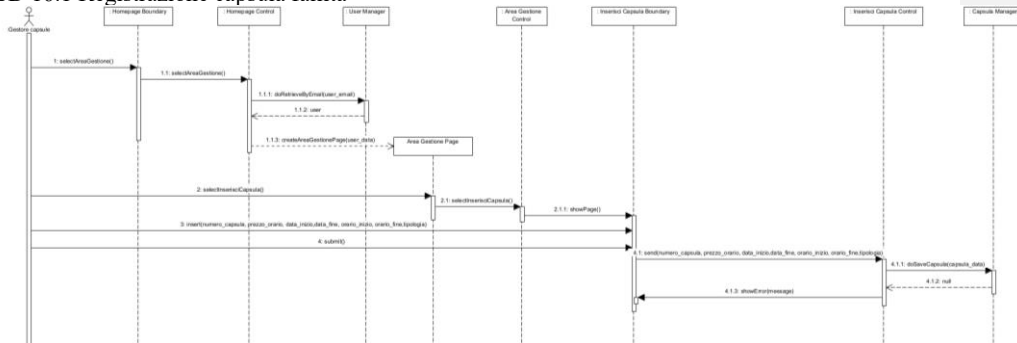 10.1 Registrazione capsula fallita
: Homepage Boundary
: Homepage Control
User Manager
: Area Gestione Control
: Inserisci Capsula Boundary
Inserisci Capsula Control
: Capsula Manager
Gestore capsule
1: selectAreaGestione()
1.1: selectAreaGestione()
1.1.1: doRetrieveByEmail(user_email)
1.1.2: user
1.1.3: createAreaGestionePage(user_data)
Area Gestione Page
2: selectInserisciCapsula()
2.1: selectInserisciCapsula()
2.1.1: showPage()
3: insert(numero_capsula, prezzo_orario, data_inizio,data_fine, orario_inizio, orario_fine,tipologia)
4: submit()
4.1: send(numero_capsula, prezzo_orario, data_inizio,data_fine, orario_inizio, orario_fine,tipologia)
4.1.1: doSaveCapsula(capsula_data)
4.1.2: null
4.1.3: showError(message)